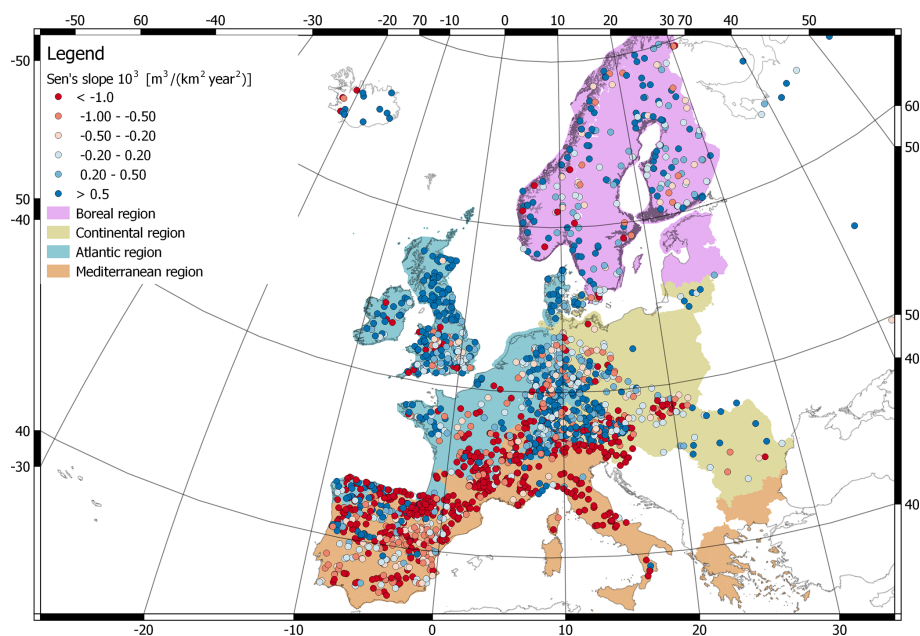 -50 -40 -30 -20 70 -10 0 10 20 30 70 40 50
Legend
Sen's slope 10³ [m³/(km² year²)]
< -1.0
-1.00 - -0.50
-0.50 - -0.20
-0.20 - 0.20
0.20 - 0.50
> 0.5
Boreal region
Continental region
Atlantic region
Mediterranean region
-50
50
-40
40
-30
60
50
50
40
40
-20 -10 0 10 20 30